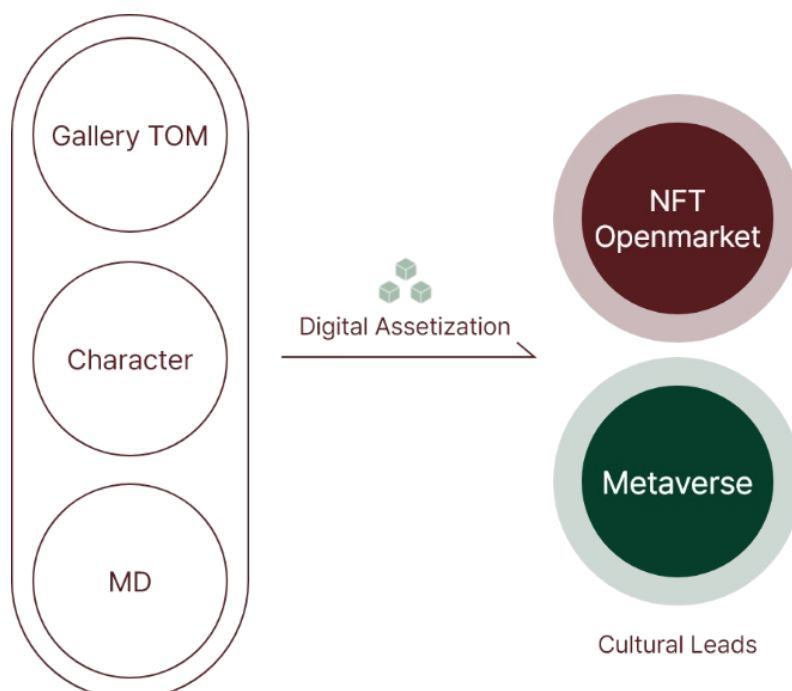 Gallery TOM
Character
MD
Digital Assetization
NFT
Openmarket
Metaverse
Cultural Leads